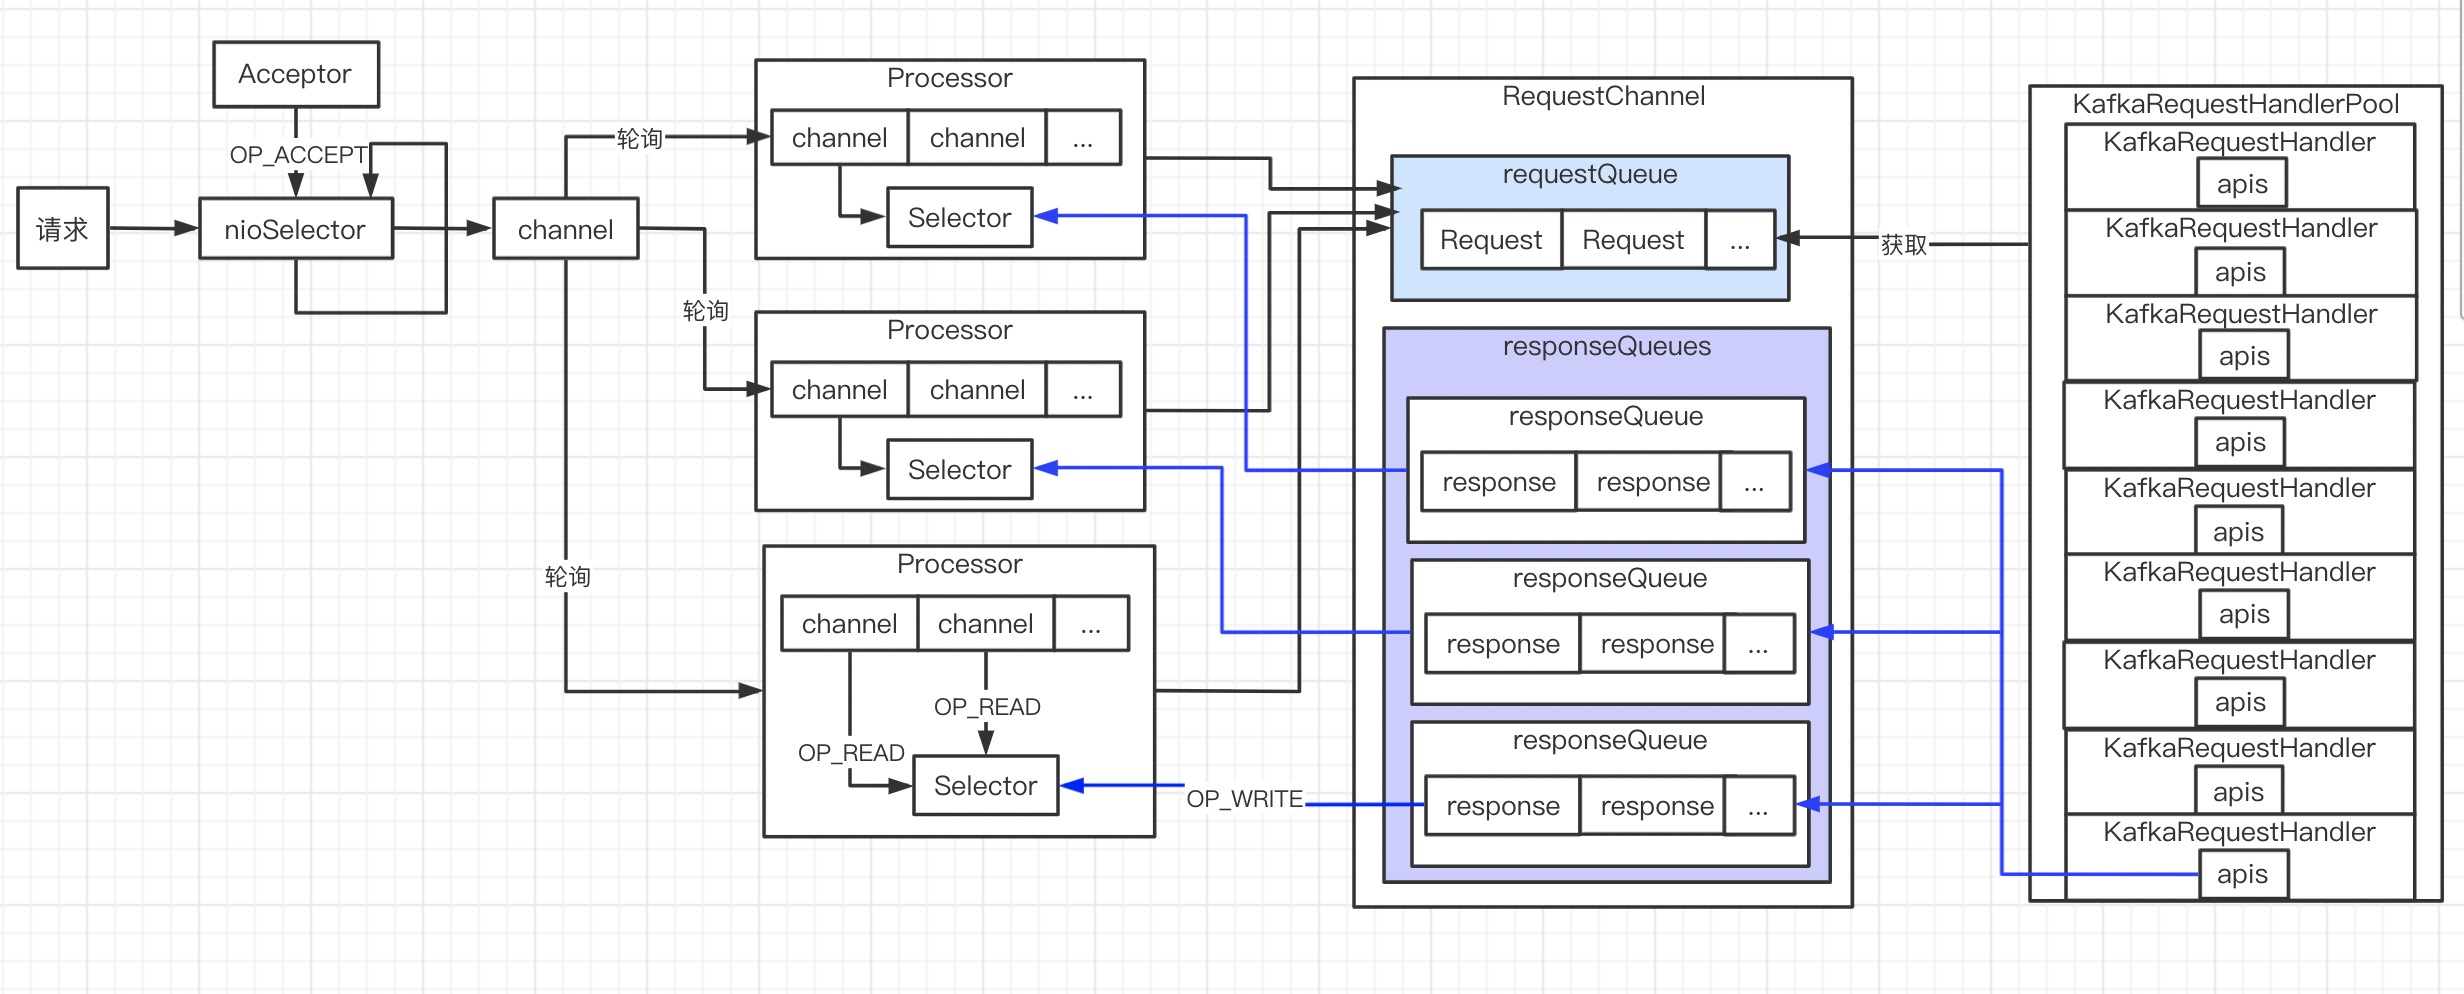 Acceptor
OP_ACCEPT
请求
nioSelector
channel
轮询
轮询
轮询
Processor
channel
channel
...
Selector
Processor
channel
channel
...
Selector
Processor
channel
channel
...
OP_READ
OP_READ
Selector
OP_WRITE
RequestChannel
requestQueue
Request
Request
...
获取
responseQueues
responseQueue
response
response
...
responseQueue
response
response
...
responseQueue
response
response
...
KafkaRequestHandlerPool
KafkaRequestHandler
apis
KafkaRequestHandler
apis
KafkaRequestHandler
apis
KafkaRequestHandler
apis
KafkaRequestHandler
apis
KafkaRequestHandler
apis
KafkaRequestHandler
apis
KafkaRequestHandler
apis
KafkaRequestHandler
apis